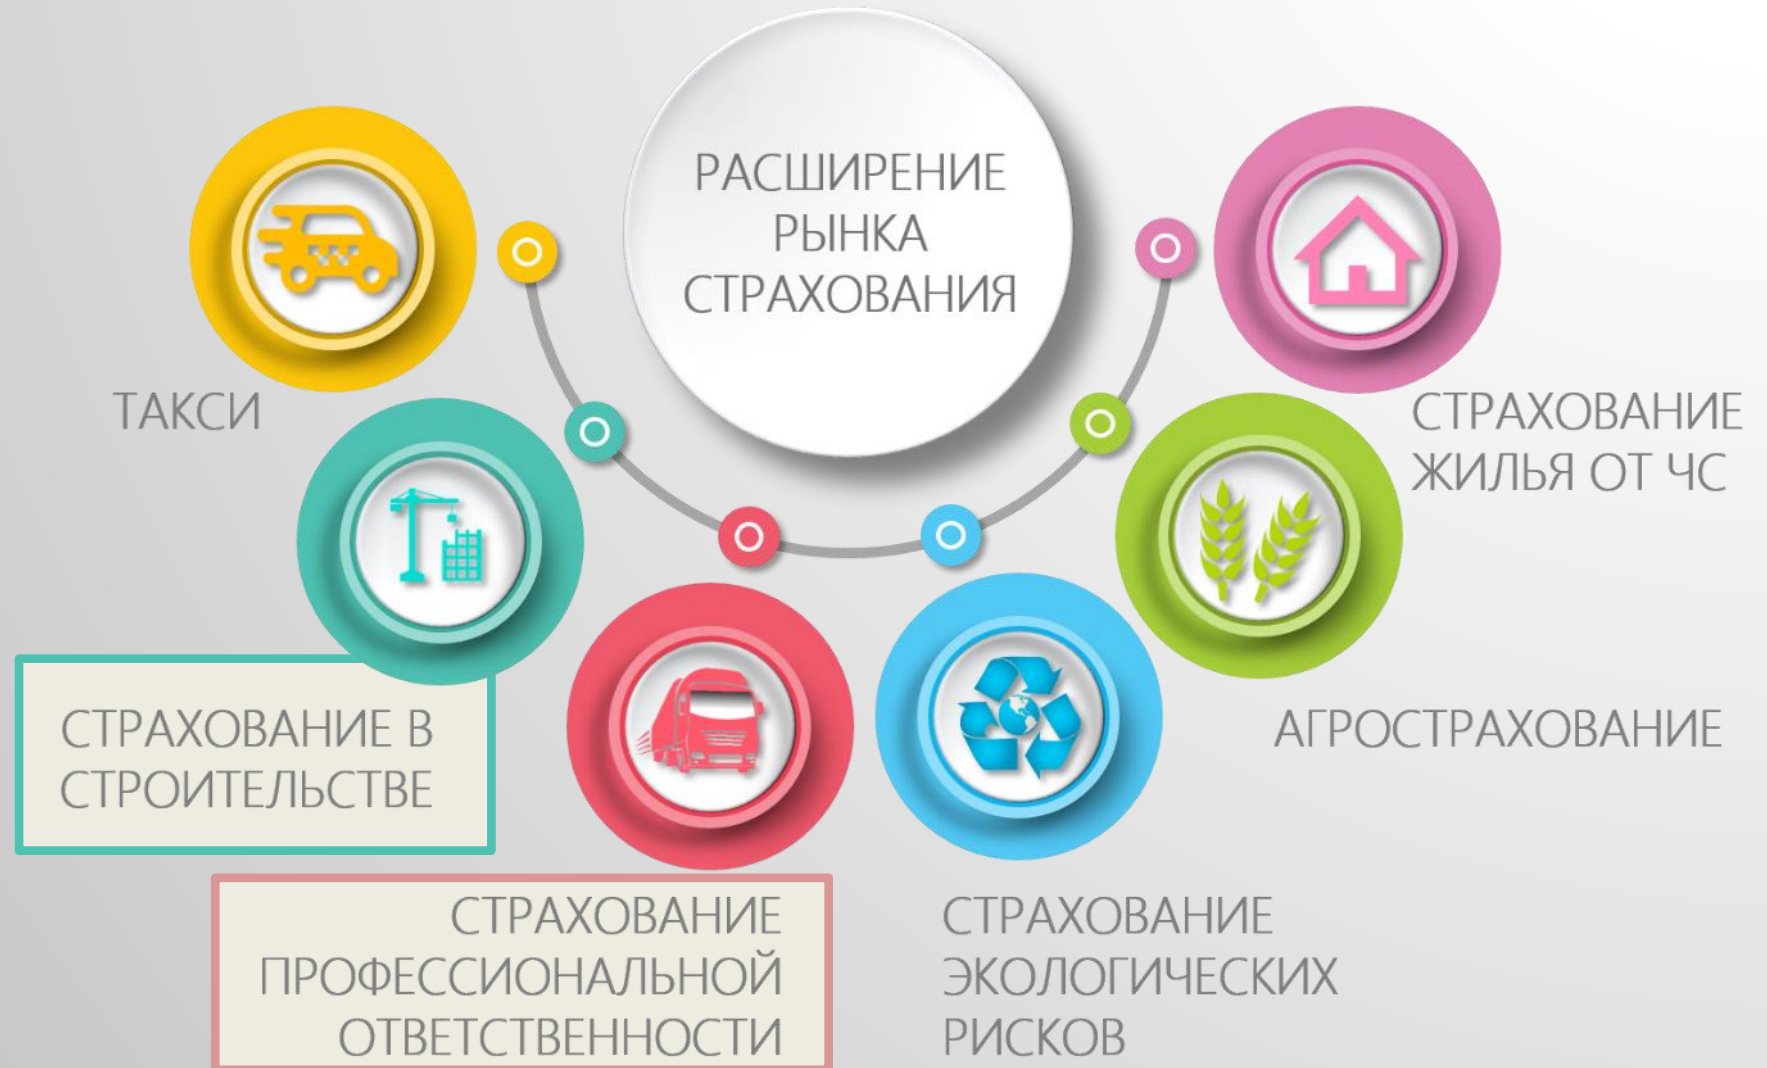 РАСШИРЕНИЕ
РЫНКА
СТРАХОВАНИЯ
ТАКСИ
СТРАХОВАНИЕ В
СТРОИТЕЛЬСТВЕ
СТРАХОВАНИЕ
ПРОФЕССИОНАЛЬНОЙ
ОТВЕТСТВЕННОСТИ
СТРАХОВАНИЕ
ЭКОЛОГИЧЕСКИХ
РИСКОВ
АГРОСТРАХОВАНИЕ
СТРАХОВАНИЕ
ЖИЛЬЯ ОТ ЧС